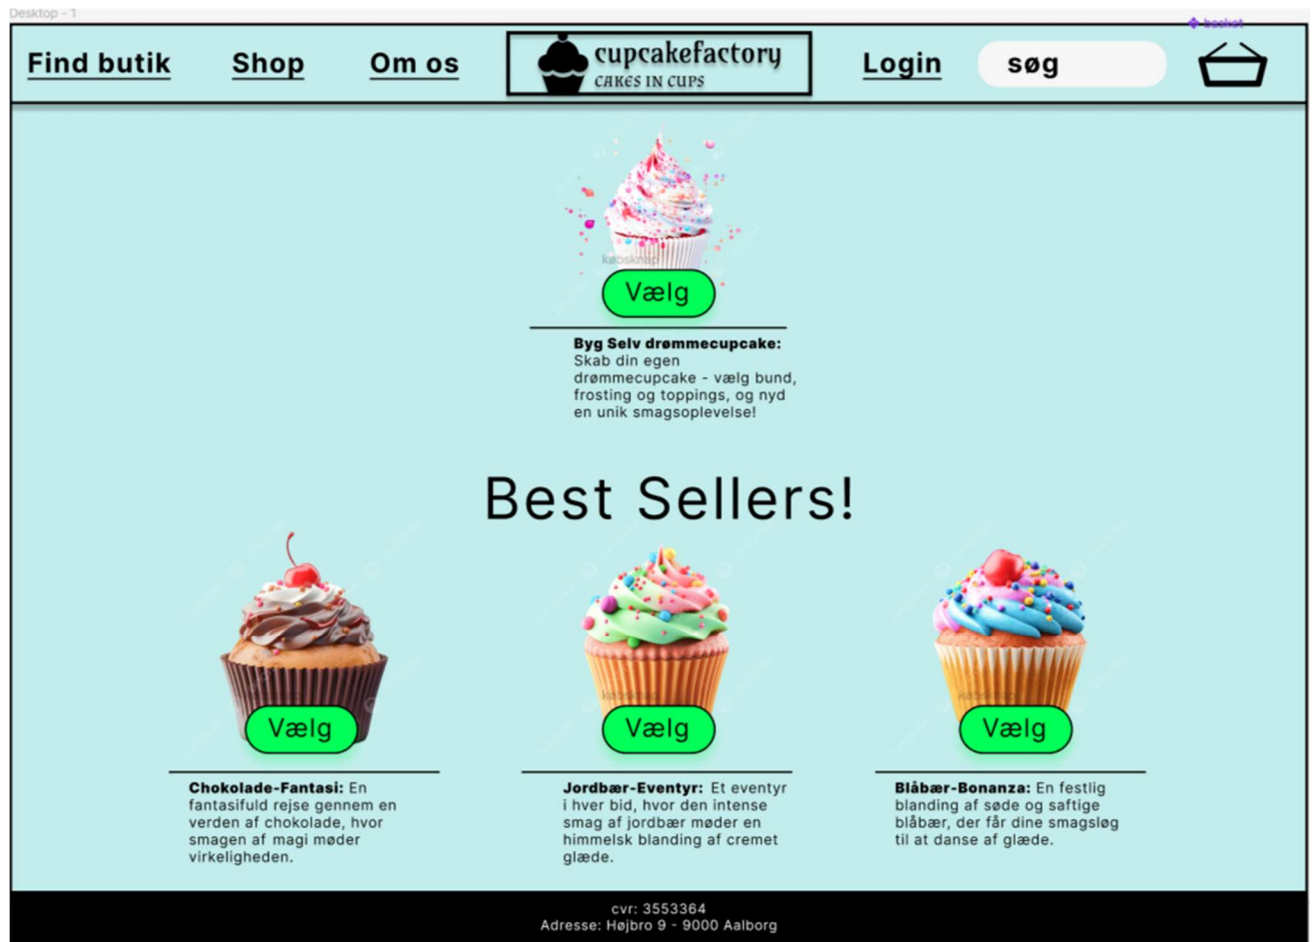 Desktop - 1
basket
Find butik Shop Om os cupcakefactory Login søg
CAKES IN CUPS
købsknap
Vælg
Byg Selv drømmecupcake:
Skab din egen
drømmecupcake - vælg bund,
frosting og toppings, og nyd
en unik smagsoplevelse!
Best Sellers!
købsknap købsknap
Vælg Vælg Vælg
Chokolade-Fantasi: En
fantasifuld rejse gennem en
verden af chokolade, hvor
smagen af magi møder
virkeligheden.
Jordbær-Eventyr: Et eventyr
i hver bid, hvor den intense
smag af jordbær møder en
himmelsk blanding af cremet
glæde.
Blåbær-Bonanza: En festlig
blanding af søde og saftige
blåbær, der får dine smagsløg
til at danse af glæde.
cvr: 3553364
Adresse: Højbro 9 - 9000 Aalborg